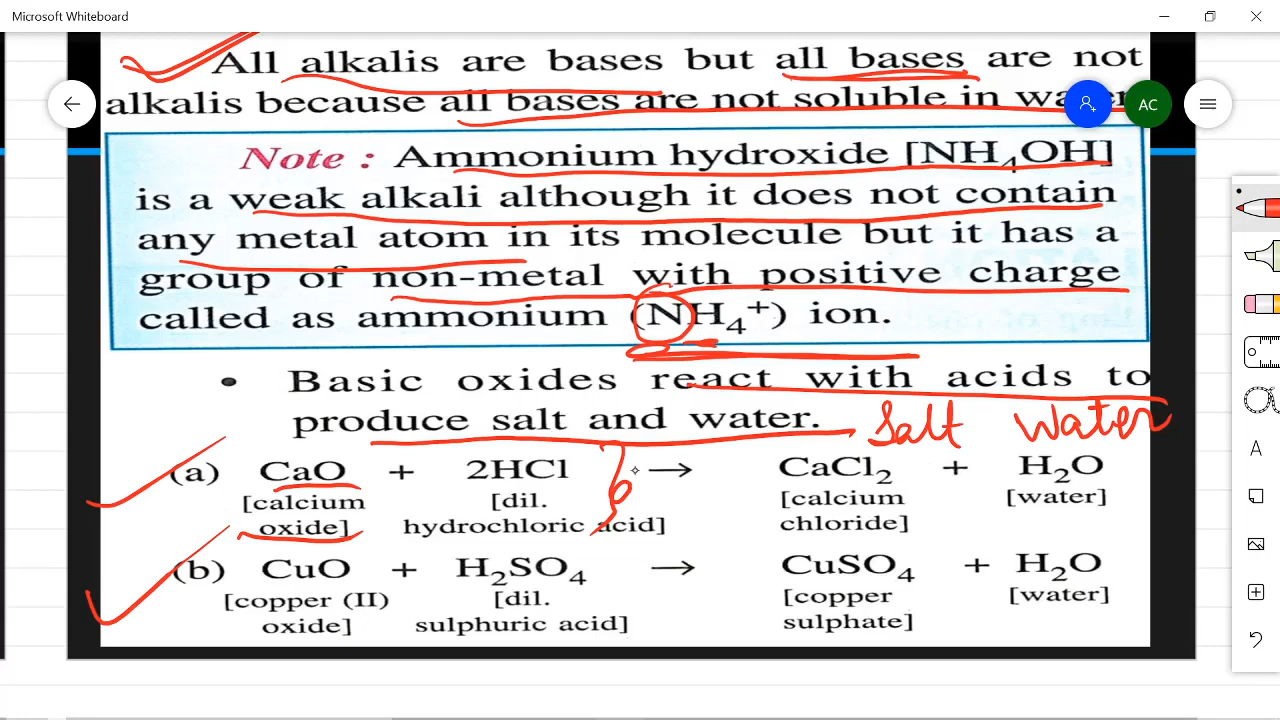 Microsoft Whiteboard
All alkalis are bases but all bases are not
alkalis because all bases are not soluble in water
AC
Note : Ammonium hydroxide [NH₄OH]
is a weak alkali although it does not contain
any metal atom in its molecule but it has a
group of non-metal with positive charge
called as ammonium (NH₄⁺) ion.
• Basic oxides react with acids to
produce salt and water.
Salt Water
(a) CaO + 2HCl → CaCl₂ + H₂O
[calcium [dil. [calcium [water]
oxide] hydrochloric acid] chloride]
(b) CuO + H₂SO₄ → CuSO₄ + H₂O
[copper (II) [dil. [copper [water]
oxide] sulphuric acid] sulphate]